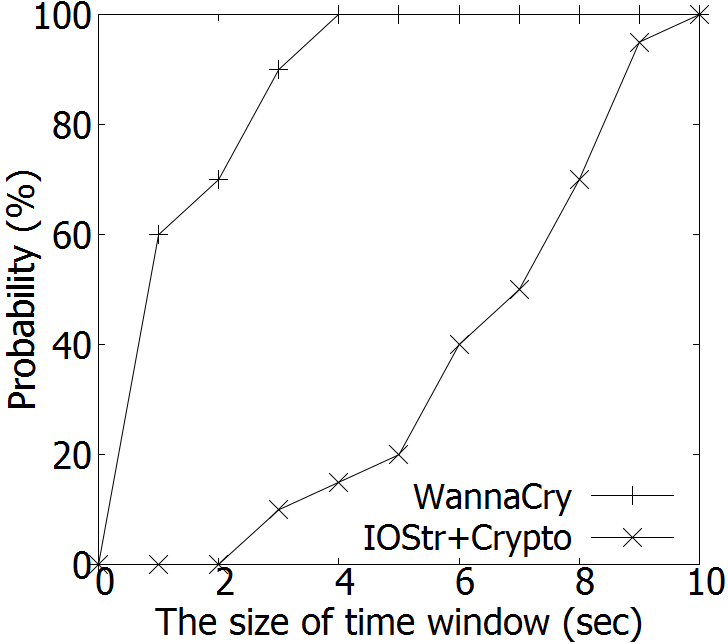 100
80
60
40
20
0
Probability (%)
WannaCry
IOStr+Crypto
0 2 4 6 8 10
The size of time window (sec)